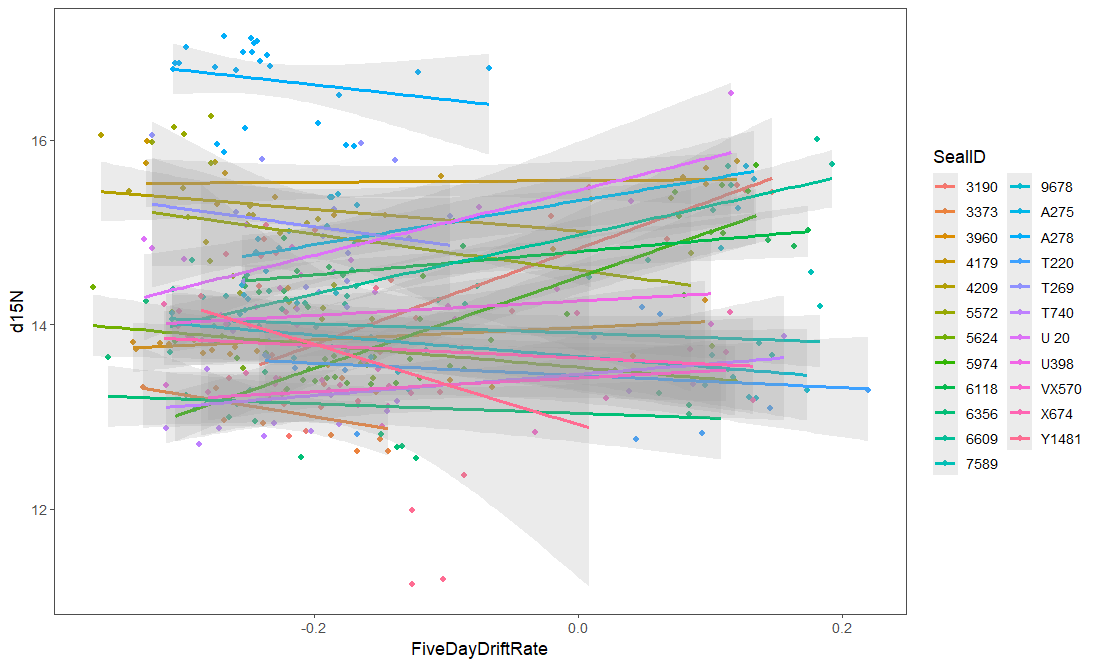 d15N
16
14
12
-0.2
0.0
0.2
FiveDayDriftRate
SealID
3190
3373
3960
4179
4209
5572
5624
5974
6118
6356
6609
7589
9678
A275
A278
T220
T269
T740
U 20
U398
VX570
X674
Y1481